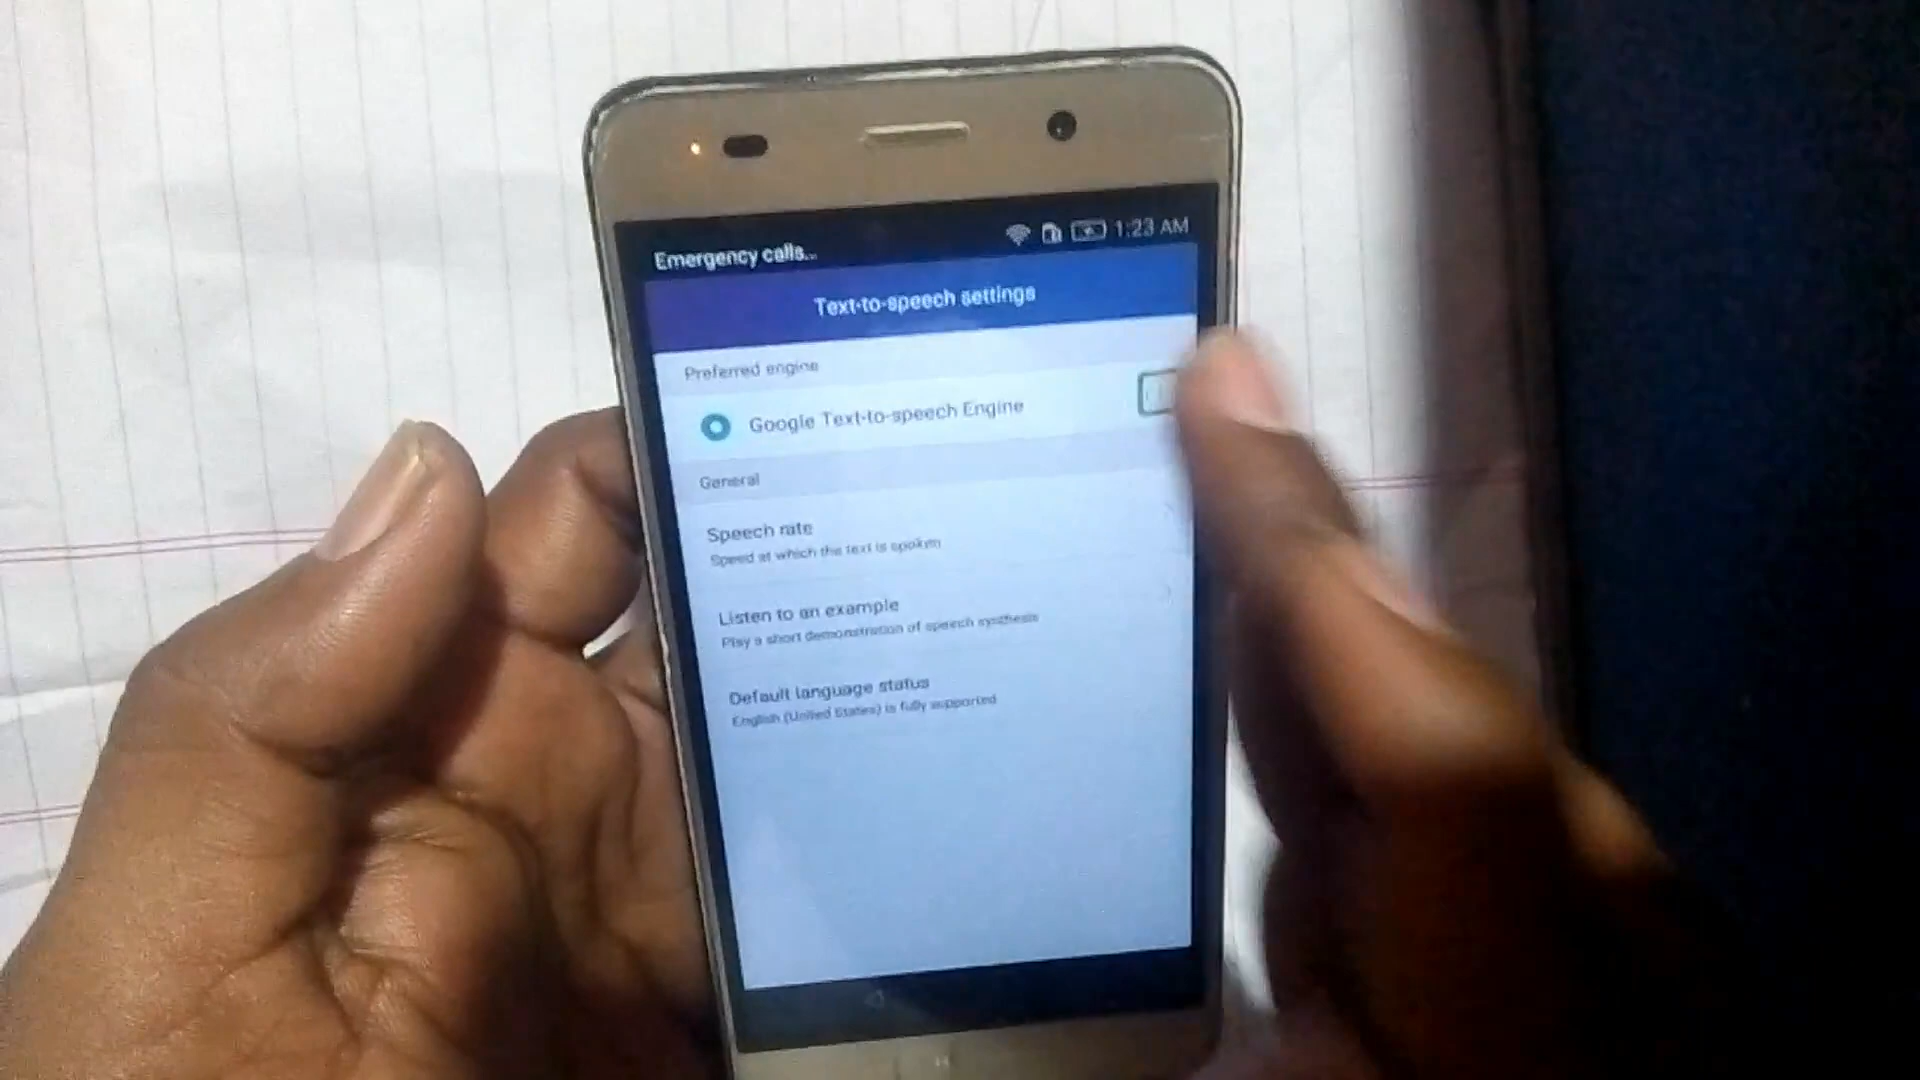 Emergency calls...
1:23 AM
Text-to-speech settings
Preferred engine
Google Text-to-speech Engine
General
Speech rate
Speed at which the text is spoken
Listen to an example
Play a short demonstration of speech synthesis
Default language status
English (United States) is fully supported